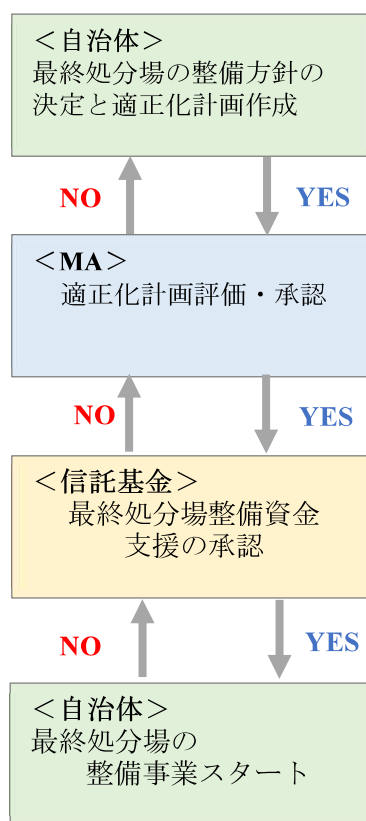 ＜自治体＞
最終処分場の整備方針の
決定と適正化計画作成
NO
YES
＜MA＞
適正化計画評価・承認
NO
YES
＜信託基金＞
最終処分場整備資金
支援の承認
NO
YES
＜自治体＞
最終処分場の
整備事業スタート